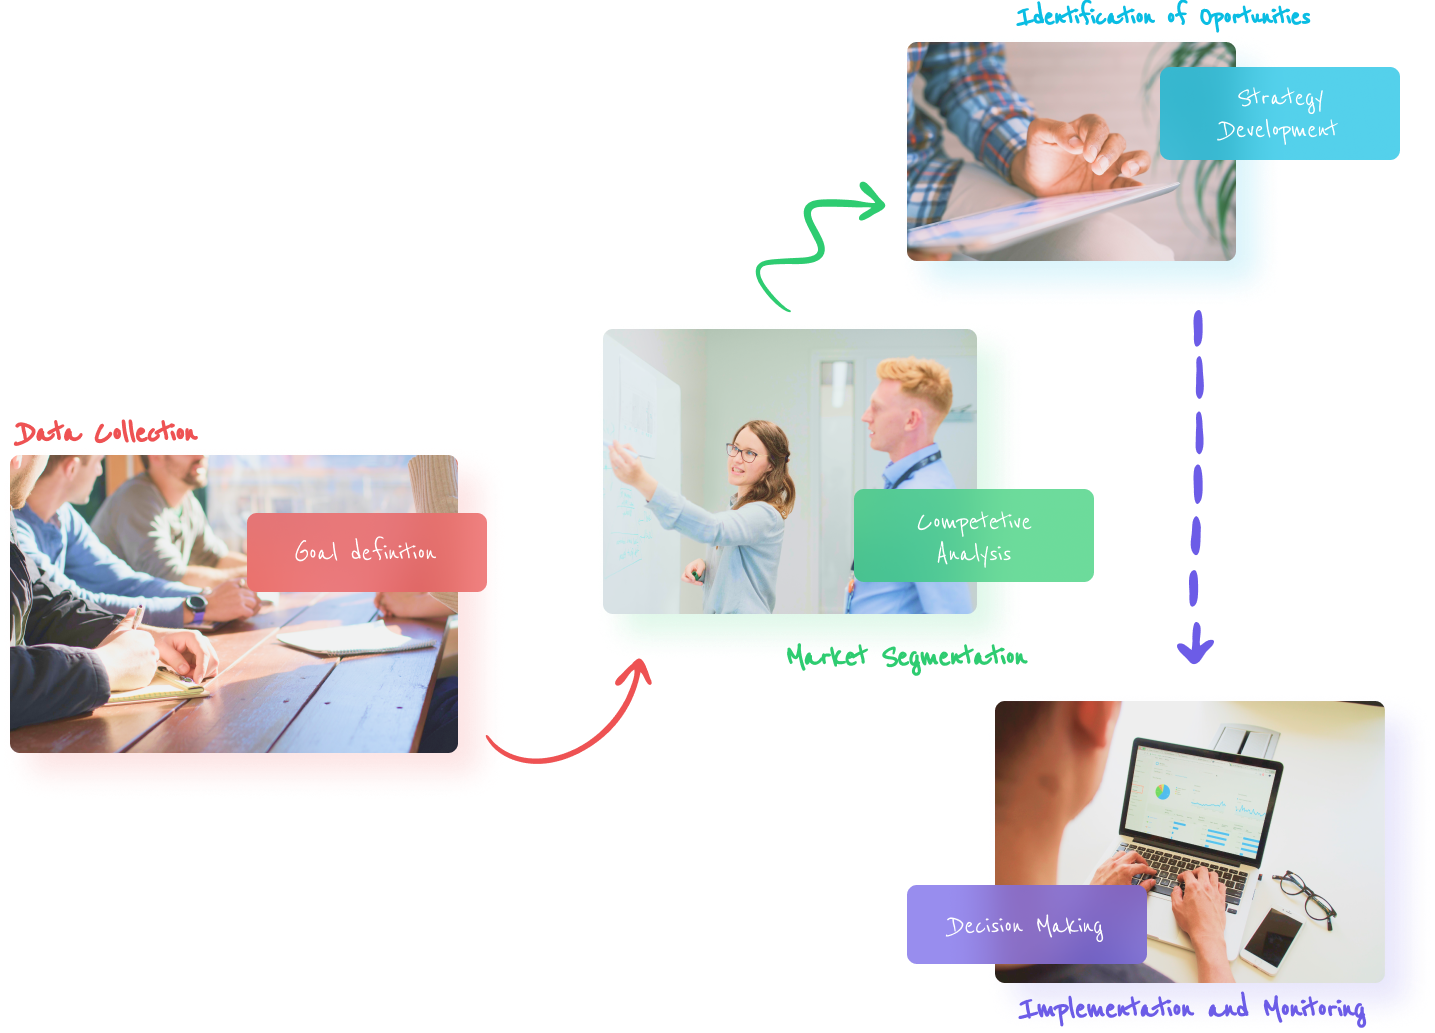 Identification of Oportunities
Strategy
Development
Data Collection
Goal definition
Competetive
Analysis
Market Segmentation
Decision Making
Implementation and Monitoring